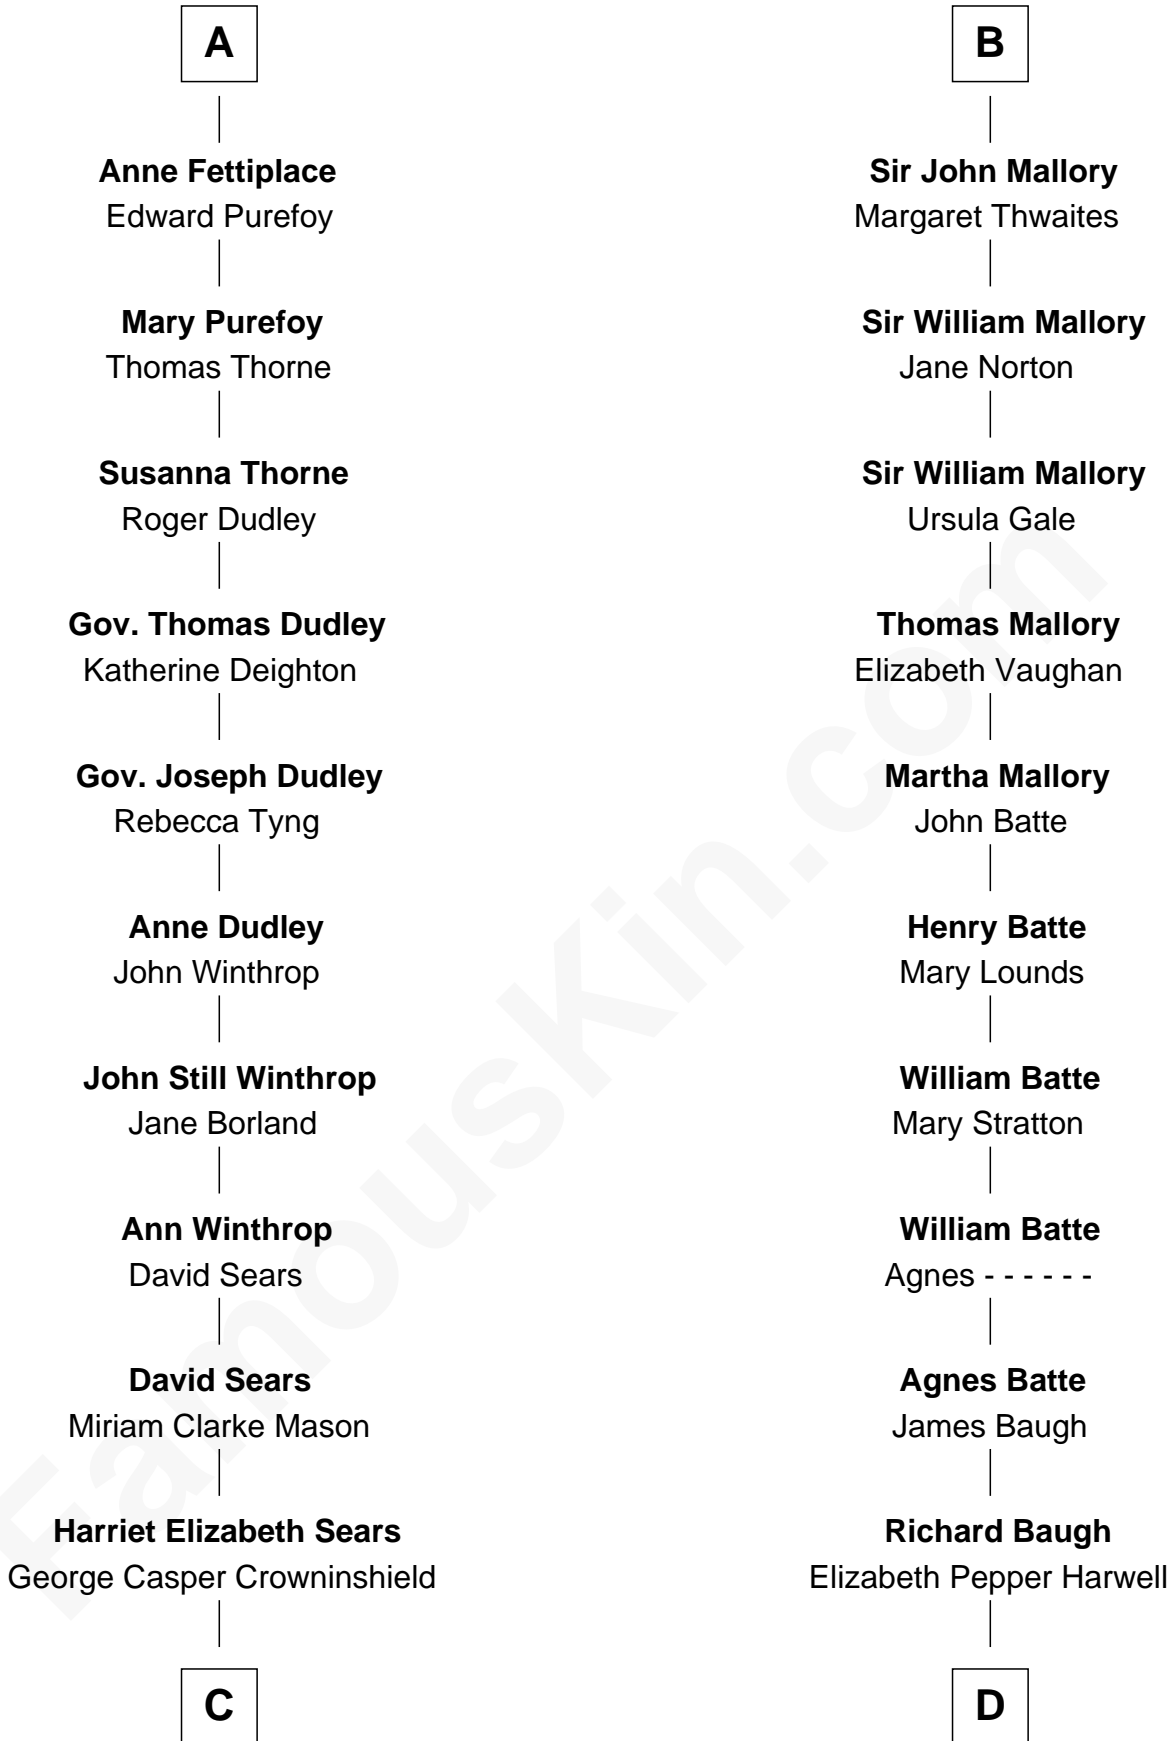 A
Anne Fettiplace
Edward Purefoy
Mary Purefoy
Thomas Thorne
Susanna Thorne
Roger Dudley
Gov. Thomas Dudley
Katherine Deighton
Gov. Joseph Dudley
Rebecca Tyng
Anne Dudley
John Winthrop
John Still Winthrop
Jane Borland
Ann Winthrop
David Sears
David Sears
Miriam Clarke Mason
Harriet Elizabeth Sears
George Casper Crowninshield
C
B
Sir John Mallory
Margaret Thwaites
Sir William Mallory
Jane Norton
Sir William Mallory
Ursula Gale
Thomas Mallory
Elizabeth Vaughan
Martha Mallory
John Batte
Henry Batte
Mary Lounds
William Batte
Mary Stratton
William Batte
Agnes - - - - - -
Agnes Batte
James Baugh
Richard Baugh
Elizabeth Pepper Harwell
D
FamousKin.com